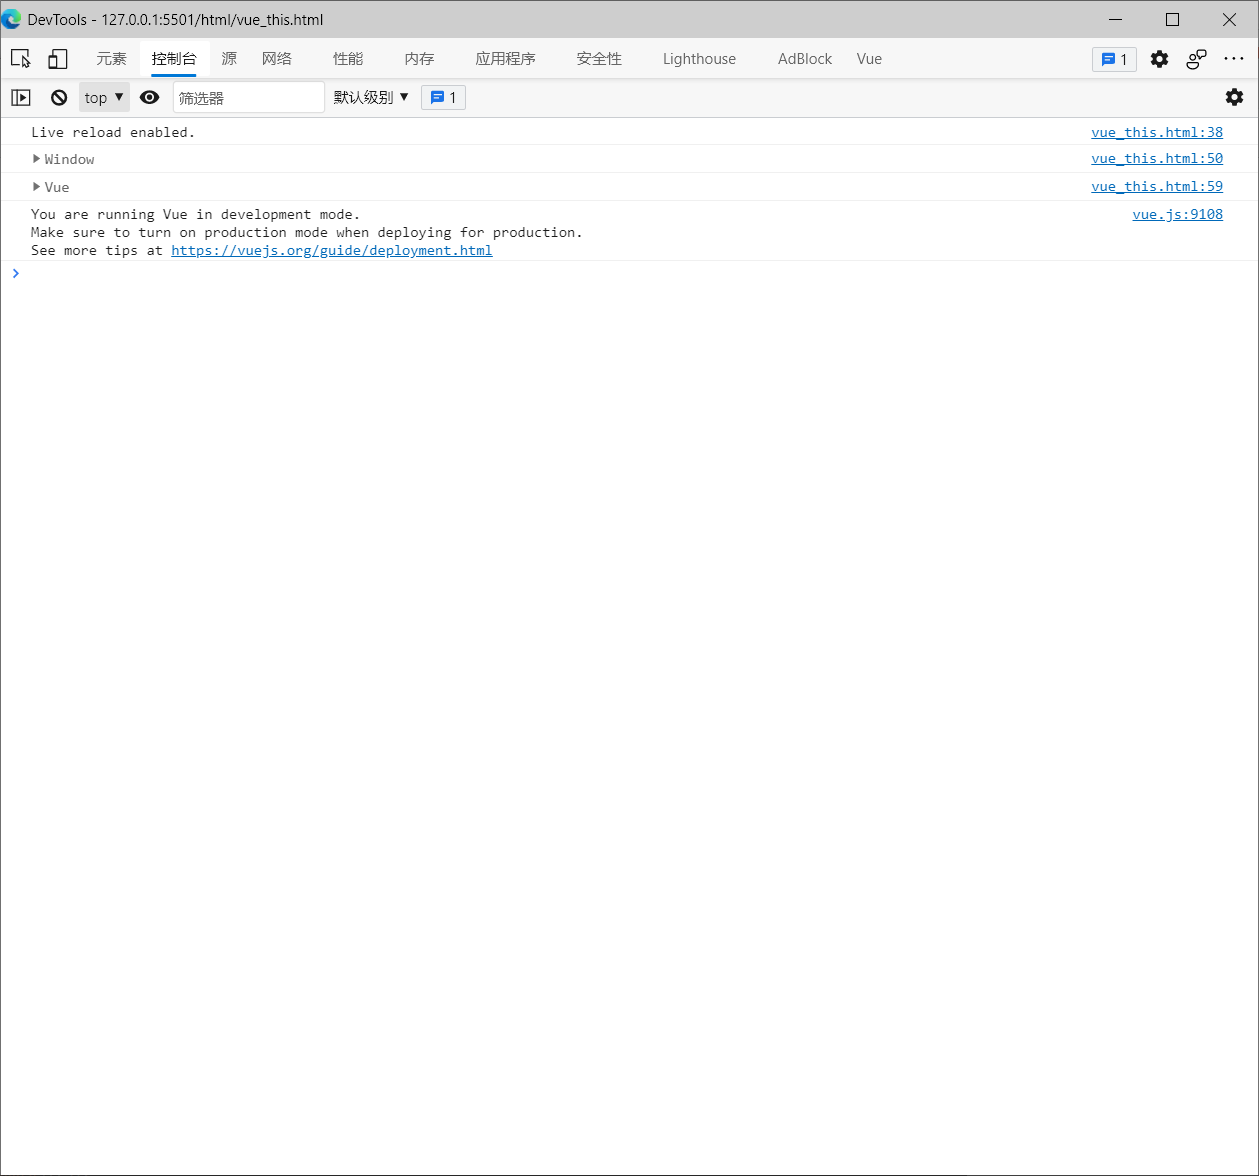 DevTools - 127.0.0.1:5501/html/vue_this.html
元素 控制台 源 网络 性能 内存 应用程序 安全性 Lighthouse AdBlock Vue 1
top 筛选器 默认级别 1
Live reload enabled. vue_this.html:38
Window vue_this.html:50
Vue vue_this.html:59
You are running Vue in development mode. vue.js:9108
Make sure to turn on production mode when deploying for production.
See more tips at https://vuejs.org/guide/deployment.html